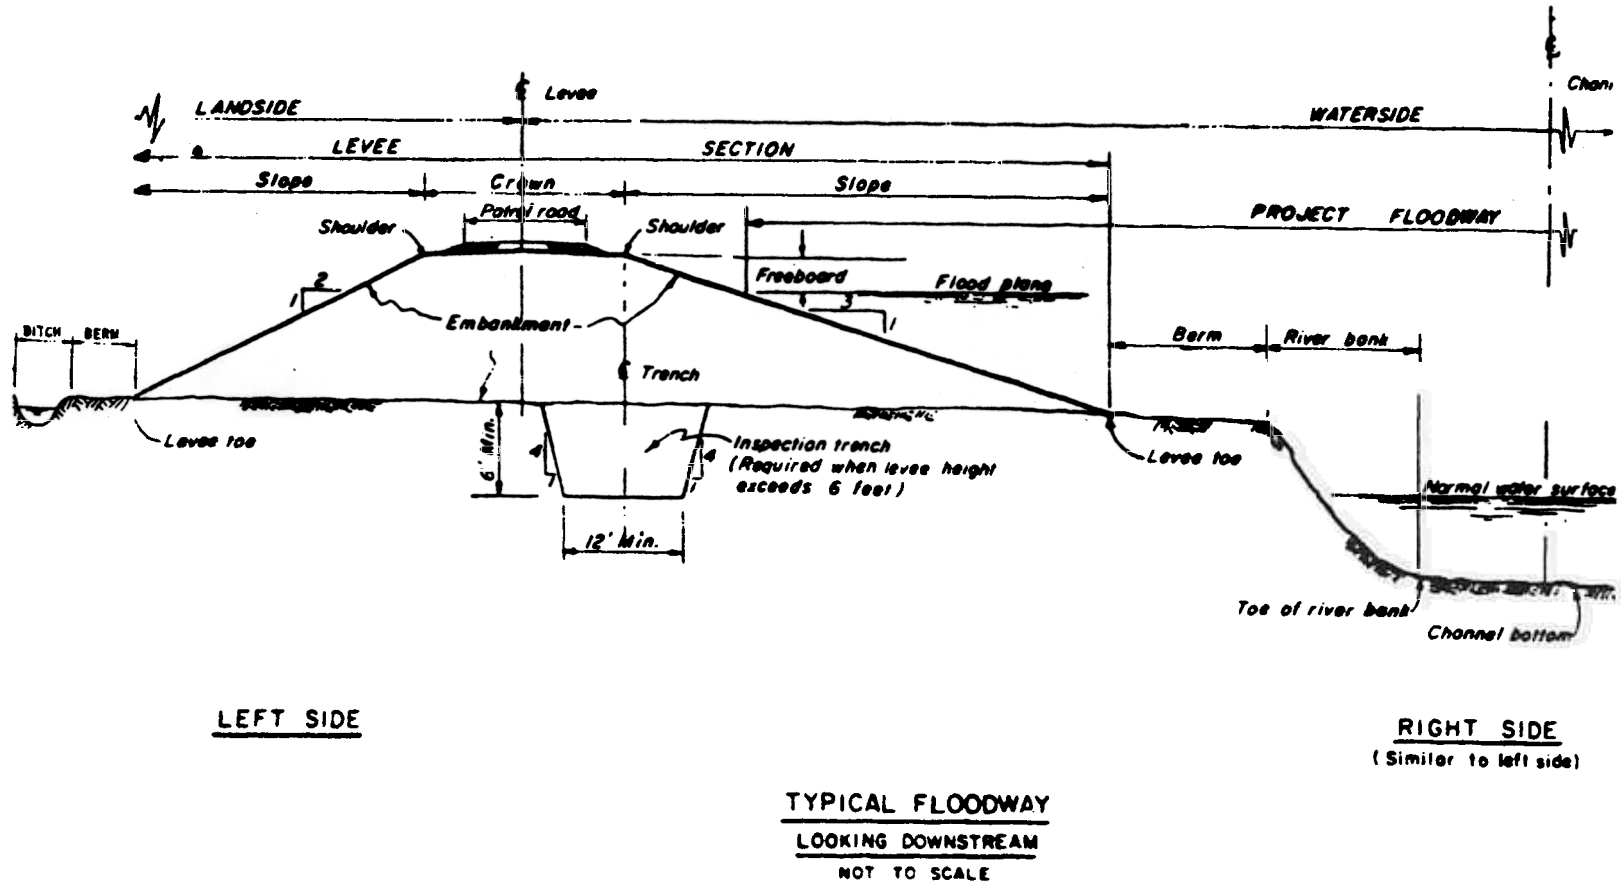 ℄ Levee
℄
Chan
LANDSIDE
WATERSIDE
LEVEE SECTION
Slope
Crown
Slope
Patrol road
PROJECT FLOODWAY
Shoulder
Shoulder
Freeboard
Flood plane
2
1
3
1
Embankment
DITCH
BERM
Berm
River bank
℄ Trench
Levee toe
6' Min.
4
1
4
1
Inspection trench
(Required when levee height
exceeds 6 feet)
Levee toe
Normal water surface
12' Min.
Toe of river bank
Channel bottom
LEFT SIDE
RIGHT SIDE
(Similar to left side)
TYPICAL FLOODWAY
LOOKING DOWNSTREAM
NOT TO SCALE